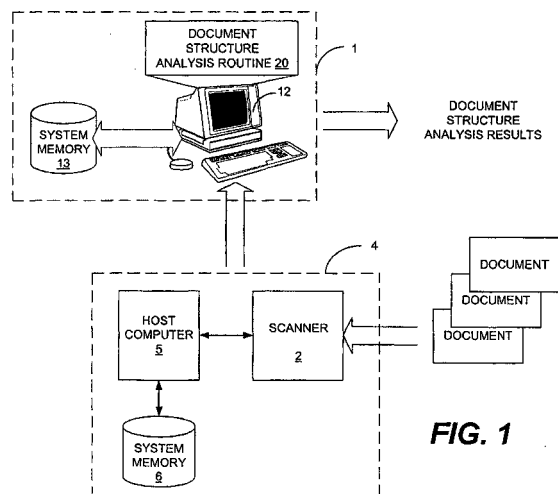 DOCUMENT
STRUCTURE
ANALYSIS ROUTINE 20
1
12
SYSTEM
MEMORY
13
DOCUMENT
STRUCTURE
ANALYSIS RESULTS
4
HOST
COMPUTER
5
SCANNER
2
DOCUMENT
DOCUMENT
DOCUMENT
SYSTEM
MEMORY
6
FIG. 1